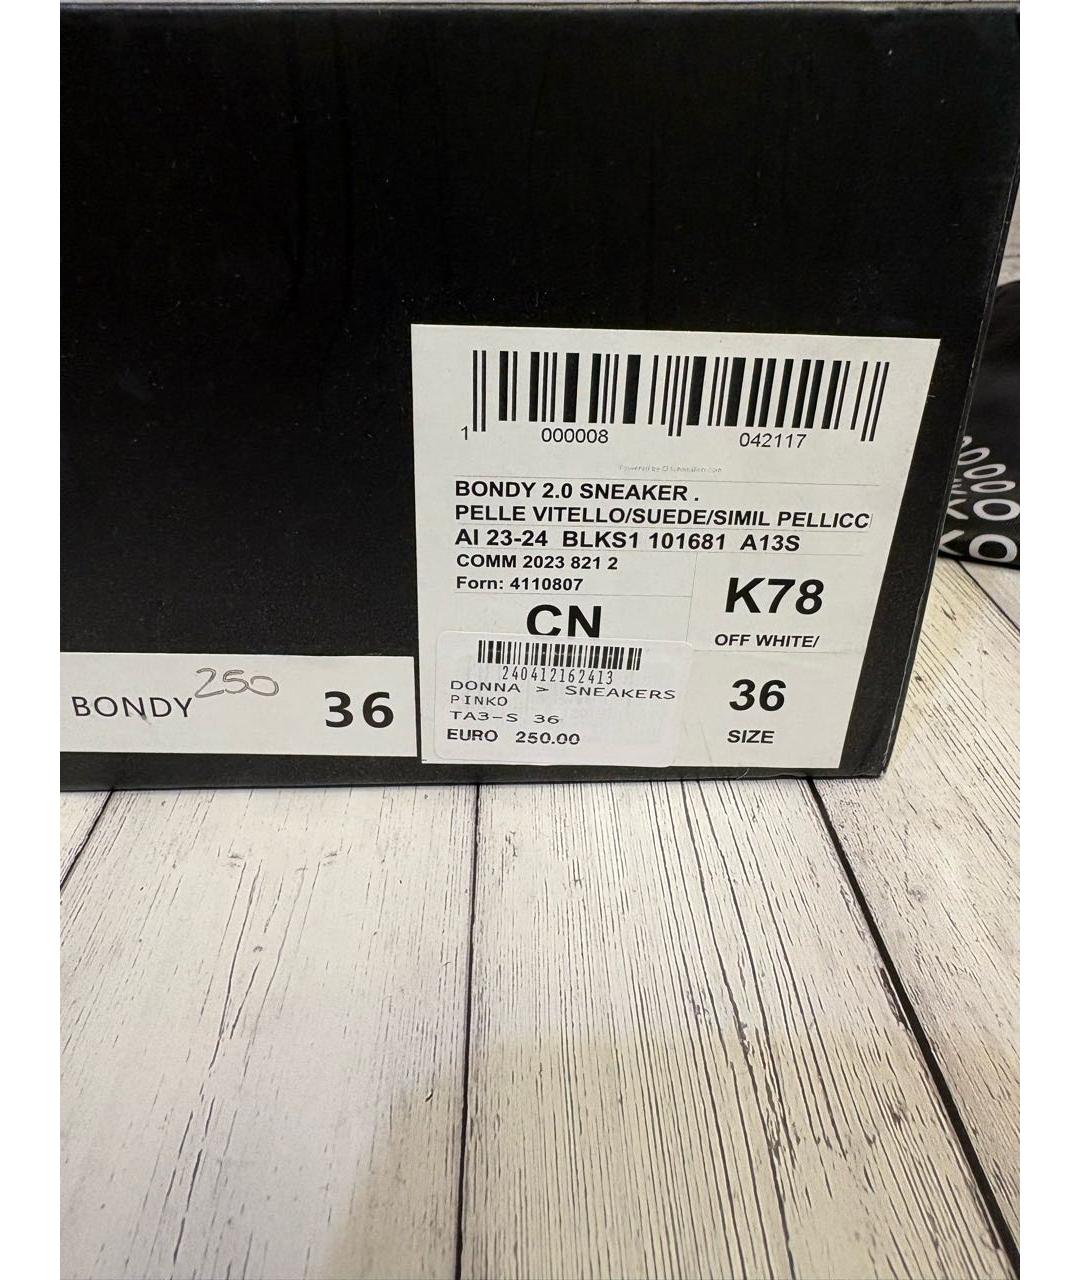 1 000008 042117
Powered by
BONDY 2.0 SNEAKER .
PELLE VITELLO/SUEDE/SIMIL PELLICC
AI 23-24 BLKS1 101681 A13S
COMM 2023 821 2
Forn: 4110807
K78
CN
OFF WHITE/
240412162413
DONNA > SNEAKERS
PINKO
TA3-S 36
EURO 250.00
36
SIZE
BONDY 250 36